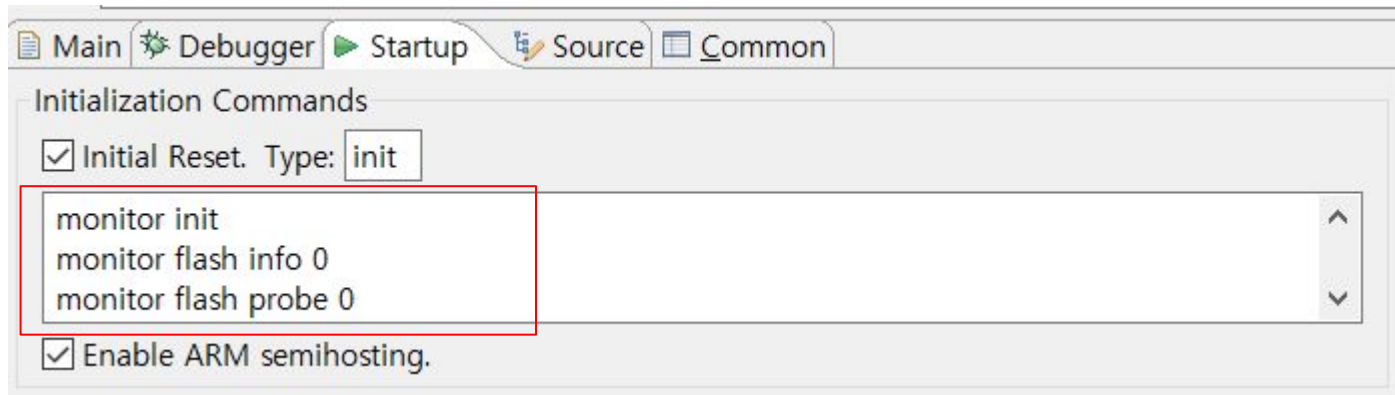 Main Debugger Startup Source Common
Initialization Commands
Initial Reset. Type: init
monitor init
monitor flash info 0
monitor flash probe 0
Enable ARM semihosting.